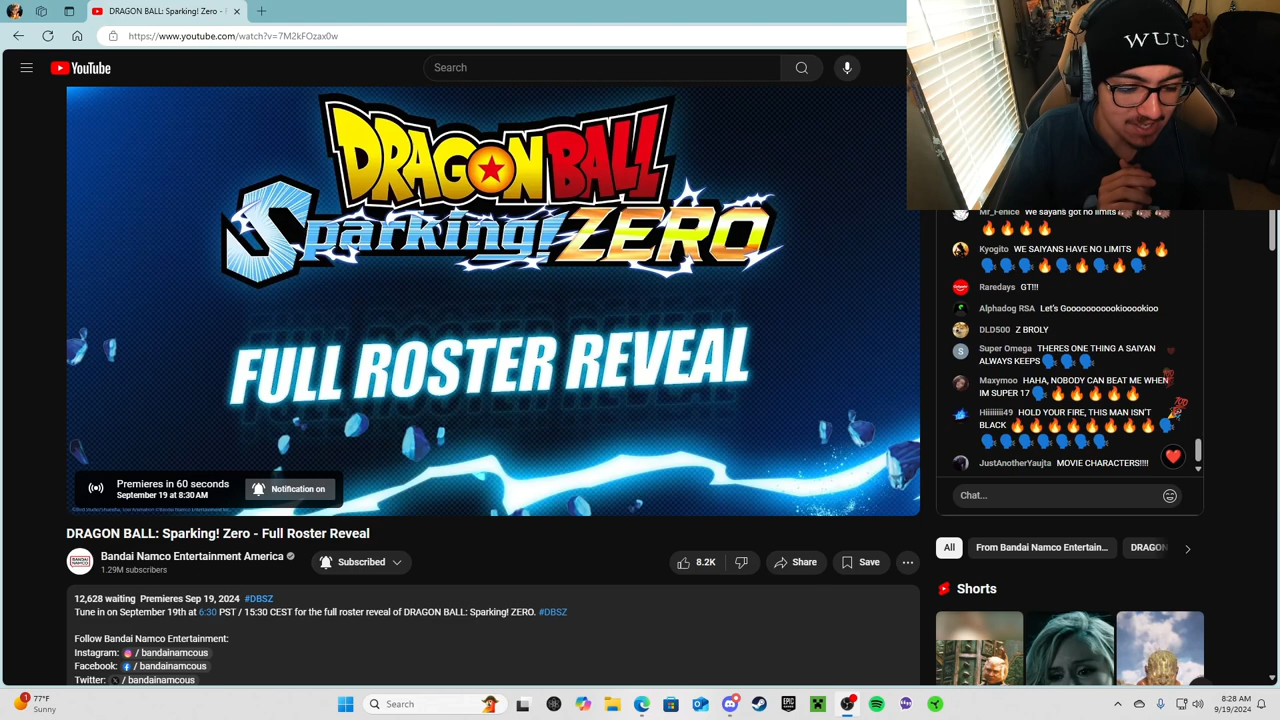 DRAGON BALL: Sparking! Zero - F
https://www.youtube.com/watch?v=7M2kFOzax0w
WUU
YouTube
Search
DRAGON BALL
Sparking! ZERO
FULL ROSTER REVEAL
Premieres in 60 seconds
September 19 at 8:30 AM
Notification on
DRAGON BALL: Sparking! Zero - Full Roster Reveal
Bandai Namco Entertainment America
1.29M subscribers
Subscribed
8.2K
Share
Save
12,628 waiting Premieres Sep 19, 2024 #DBSZ
Tune in on September 19th at 6:30 PST / 15:30 CEST for the full roster reveal of DRAGON BALL: Sparking! ZERO. #DBSZ
Follow Bandai Namco Entertainment:
Instagram: / bandainamcous
Facebook: / bandainamcous
Twitter: / bandainamcous
Mr_Fenice We sayans got no limits
Kyogito WE SAIYANS HAVE NO LIMITS
Raredays GT!!!
Alphadog RSA Let's Gooooooooookiooookioo
DLD500 Z BROLY
Super Omega THERES ONE THING A SAIYAN
ALWAYS KEEPS
Maxymoo HAHA, NOBODY CAN BEAT ME WHEN
IM SUPER 17
Hiiiiiiii49 HOLD YOUR FIRE, THIS MAN ISN'T
BLACK
JustAnotherYaujta MOVIE CHARACTERS!!!!
Chat...
All
From Bandai Namco Entertain...
DRAGON
Shorts
77°F
Sunny
Search
8:28 AM
9/19/2024